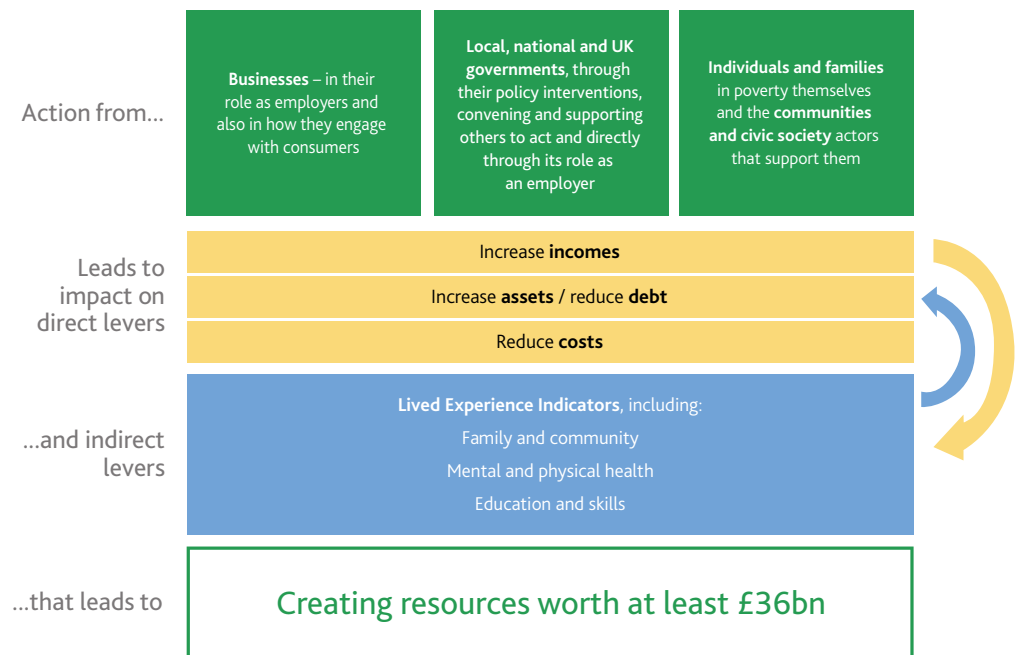 Action from...
Businesses – in their
role as employers and
also in how they engage
with consumers
Local, national and UK
governments, through
their policy interventions,
convening and supporting
others to act and directly
through its role as
an employer
Individuals and families
in poverty themselves
and the communities
and civic society actors
that support them
Leads to
impact on
direct levers
Increase incomes
Increase assets / reduce debt
Reduce costs
...and indirect
levers
Lived Experience Indicators, including:
Family and community
Mental and physical health
Education and skills
...that leads to
Creating resources worth at least £36bn